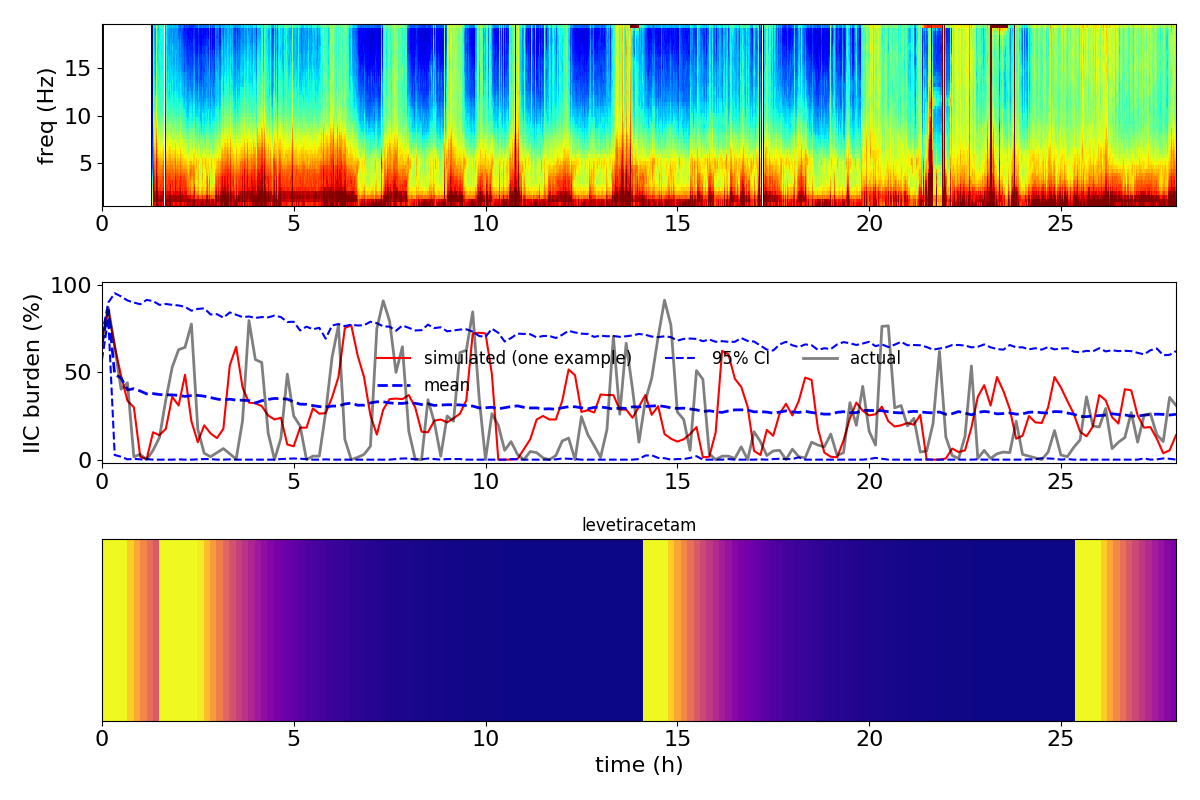 freq (Hz)
15
10
5
0 5 10 15 20 25
IIC burden (%)
100
50
0
simulated (one example) 95% CI actual
mean
0 5 10 15 20 25
levetiracetam
0 5 10 15 20 25
time (h)